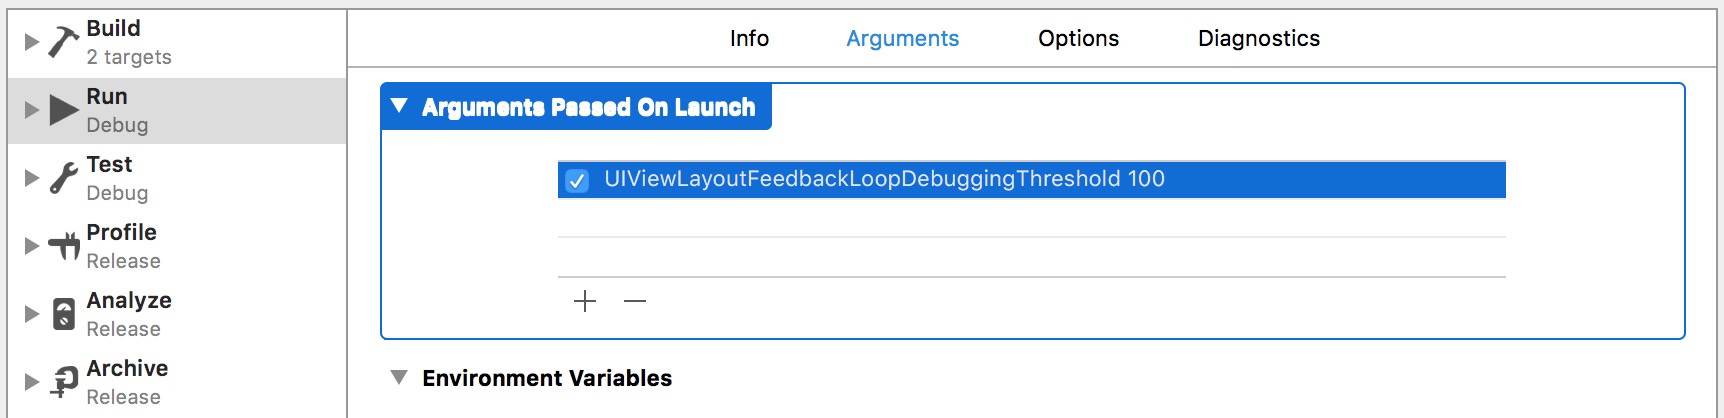 Build
2 targets
Run
Debug
Test
Debug
Profile
Release
Analyze
Release
Archive
Release
Info Arguments Options Diagnostics
Arguments Passed On Launch
UIViewLayoutFeedbackLoopDebuggingThreshold 100
Environment Variables